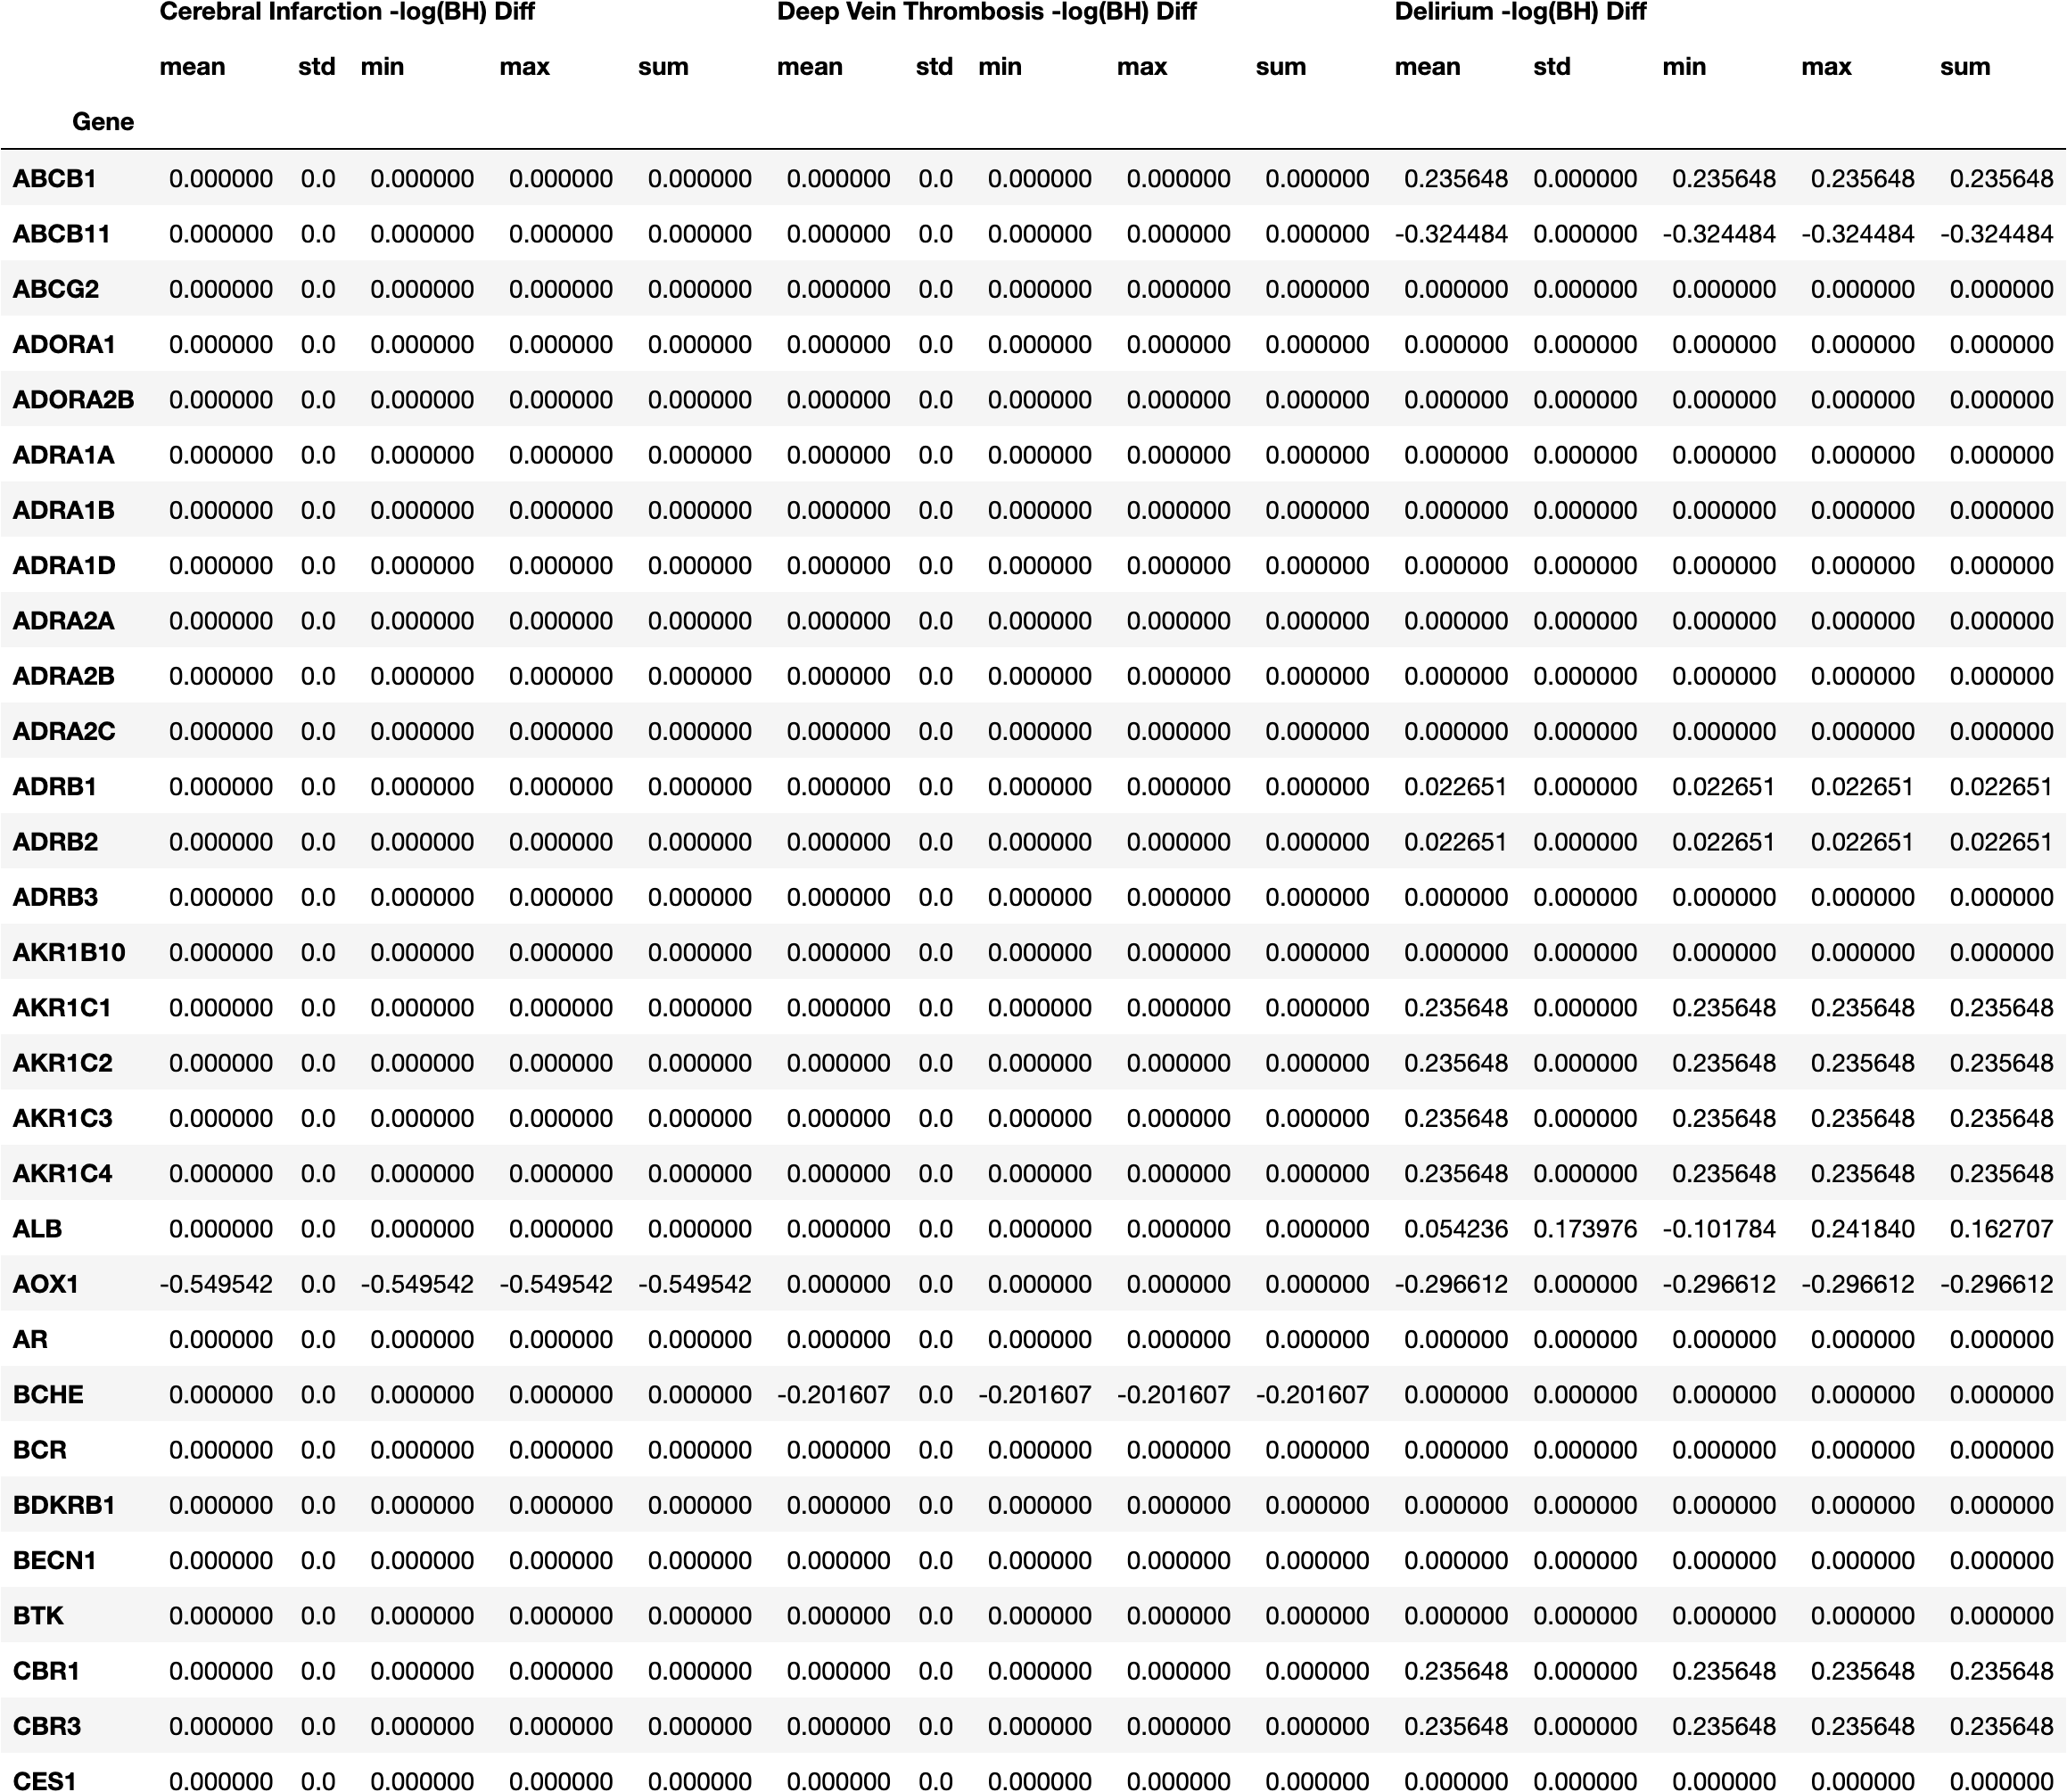 Cerebral Infarction -log(BH) Diff Deep Vein Thrombosis -log(BH) Diff Delirium -log(BH) Diff
mean std min max sum mean std min max sum mean std min max sum
Gene
ABCB1 0.000000 0.0 0.000000 0.000000 0.000000 0.000000 0.0 0.000000 0.000000 0.000000 0.235648 0.000000 0.235648 0.235648 0.235648
ABCB11 0.000000 0.0 0.000000 0.000000 0.000000 0.000000 0.0 0.000000 0.000000 0.000000 -0.324484 0.000000 -0.324484 -0.324484 -0.324484
ABCG2 0.000000 0.0 0.000000 0.000000 0.000000 0.000000 0.0 0.000000 0.000000 0.000000 0.000000 0.000000 0.000000 0.000000 0.000000
ADORA1 0.000000 0.0 0.000000 0.000000 0.000000 0.000000 0.0 0.000000 0.000000 0.000000 0.000000 0.000000 0.000000 0.000000 0.000000
ADORA2B 0.000000 0.0 0.000000 0.000000 0.000000 0.000000 0.0 0.000000 0.000000 0.000000 0.000000 0.000000 0.000000 0.000000 0.000000
ADRA1A 0.000000 0.0 0.000000 0.000000 0.000000 0.000000 0.0 0.000000 0.000000 0.000000 0.000000 0.000000 0.000000 0.000000 0.000000
ADRA1B 0.000000 0.0 0.000000 0.000000 0.000000 0.000000 0.0 0.000000 0.000000 0.000000 0.000000 0.000000 0.000000 0.000000 0.000000
ADRA1D 0.000000 0.0 0.000000 0.000000 0.000000 0.000000 0.0 0.000000 0.000000 0.000000 0.000000 0.000000 0.000000 0.000000 0.000000
ADRA2A 0.000000 0.0 0.000000 0.000000 0.000000 0.000000 0.0 0.000000 0.000000 0.000000 0.000000 0.000000 0.000000 0.000000 0.000000
ADRA2B 0.000000 0.0 0.000000 0.000000 0.000000 0.000000 0.0 0.000000 0.000000 0.000000 0.000000 0.000000 0.000000 0.000000 0.000000
ADRA2C 0.000000 0.0 0.000000 0.000000 0.000000 0.000000 0.0 0.000000 0.000000 0.000000 0.000000 0.000000 0.000000 0.000000 0.000000
ADRB1 0.000000 0.0 0.000000 0.000000 0.000000 0.000000 0.0 0.000000 0.000000 0.000000 0.022651 0.000000 0.022651 0.022651 0.022651
ADRB2 0.000000 0.0 0.000000 0.000000 0.000000 0.000000 0.0 0.000000 0.000000 0.000000 0.022651 0.000000 0.022651 0.022651 0.022651
ADRB3 0.000000 0.0 0.000000 0.000000 0.000000 0.000000 0.0 0.000000 0.000000 0.000000 0.000000 0.000000 0.000000 0.000000 0.000000
AKR1B10 0.000000 0.0 0.000000 0.000000 0.000000 0.000000 0.0 0.000000 0.000000 0.000000 0.000000 0.000000 0.000000 0.000000 0.000000
AKR1C1 0.000000 0.0 0.000000 0.000000 0.000000 0.000000 0.0 0.000000 0.000000 0.000000 0.235648 0.000000 0.235648 0.235648 0.235648
AKR1C2 0.000000 0.0 0.000000 0.000000 0.000000 0.000000 0.0 0.000000 0.000000 0.000000 0.235648 0.000000 0.235648 0.235648 0.235648
AKR1C3 0.000000 0.0 0.000000 0.000000 0.000000 0.000000 0.0 0.000000 0.000000 0.000000 0.235648 0.000000 0.235648 0.235648 0.235648
AKR1C4 0.000000 0.0 0.000000 0.000000 0.000000 0.000000 0.0 0.000000 0.000000 0.000000 0.235648 0.000000 0.235648 0.235648 0.235648
ALB 0.000000 0.0 0.000000 0.000000 0.000000 0.000000 0.0 0.000000 0.000000 0.000000 0.054236 0.173976 -0.101784 0.241840 0.162707
AOX1 -0.549542 0.0 -0.549542 -0.549542 -0.549542 0.000000 0.0 0.000000 0.000000 0.000000 -0.296612 0.000000 -0.296612 -0.296612 -0.296612
AR 0.000000 0.0 0.000000 0.000000 0.000000 0.000000 0.0 0.000000 0.000000 0.000000 0.000000 0.000000 0.000000 0.000000 0.000000
BCHE 0.000000 0.0 0.000000 0.000000 0.000000 -0.201607 0.0 -0.201607 -0.201607 -0.201607 0.000000 0.000000 0.000000 0.000000 0.000000
BCR 0.000000 0.0 0.000000 0.000000 0.000000 0.000000 0.0 0.000000 0.000000 0.000000 0.000000 0.000000 0.000000 0.000000 0.000000
BDKRB1 0.000000 0.0 0.000000 0.000000 0.000000 0.000000 0.0 0.000000 0.000000 0.000000 0.000000 0.000000 0.000000 0.000000 0.000000
BECN1 0.000000 0.0 0.000000 0.000000 0.000000 0.000000 0.0 0.000000 0.000000 0.000000 0.000000 0.000000 0.000000 0.000000 0.000000
BTK 0.000000 0.0 0.000000 0.000000 0.000000 0.000000 0.0 0.000000 0.000000 0.000000 0.000000 0.000000 0.000000 0.000000 0.000000
CBR1 0.000000 0.0 0.000000 0.000000 0.000000 0.000000 0.0 0.000000 0.000000 0.000000 0.235648 0.000000 0.235648 0.235648 0.235648
CBR3 0.000000 0.0 0.000000 0.000000 0.000000 0.000000 0.0 0.000000 0.000000 0.000000 0.235648 0.000000 0.235648 0.235648 0.235648
CES1 0.000000 0.0 0.000000 0.000000 0.000000 0.000000 0.0 0.000000 0.000000 0.000000 0.000000 0.000000 0.000000 0.000000 0.000000